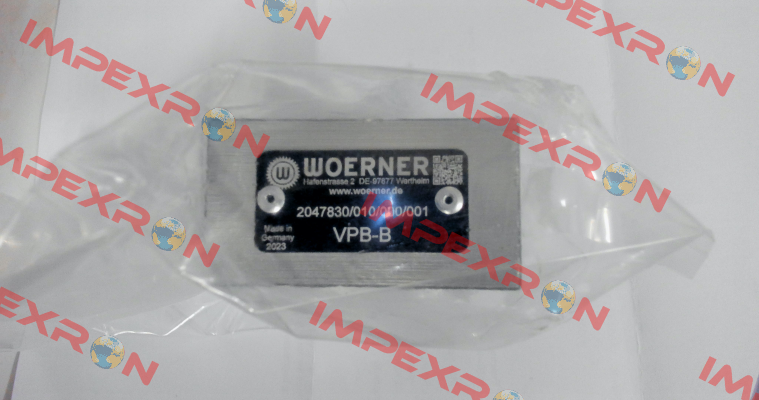 IMPEXRON
IMPEXRON
IMPEXRON
W WOERNER
Hafenstrasse 2 DE-97877 Wertheim
www.woerner.de
2047830/010/000/001
Made in
Germany
2023
VPB-B
IMPEXRON
IMPEXRON
IMPEXRON
IMPEXRON